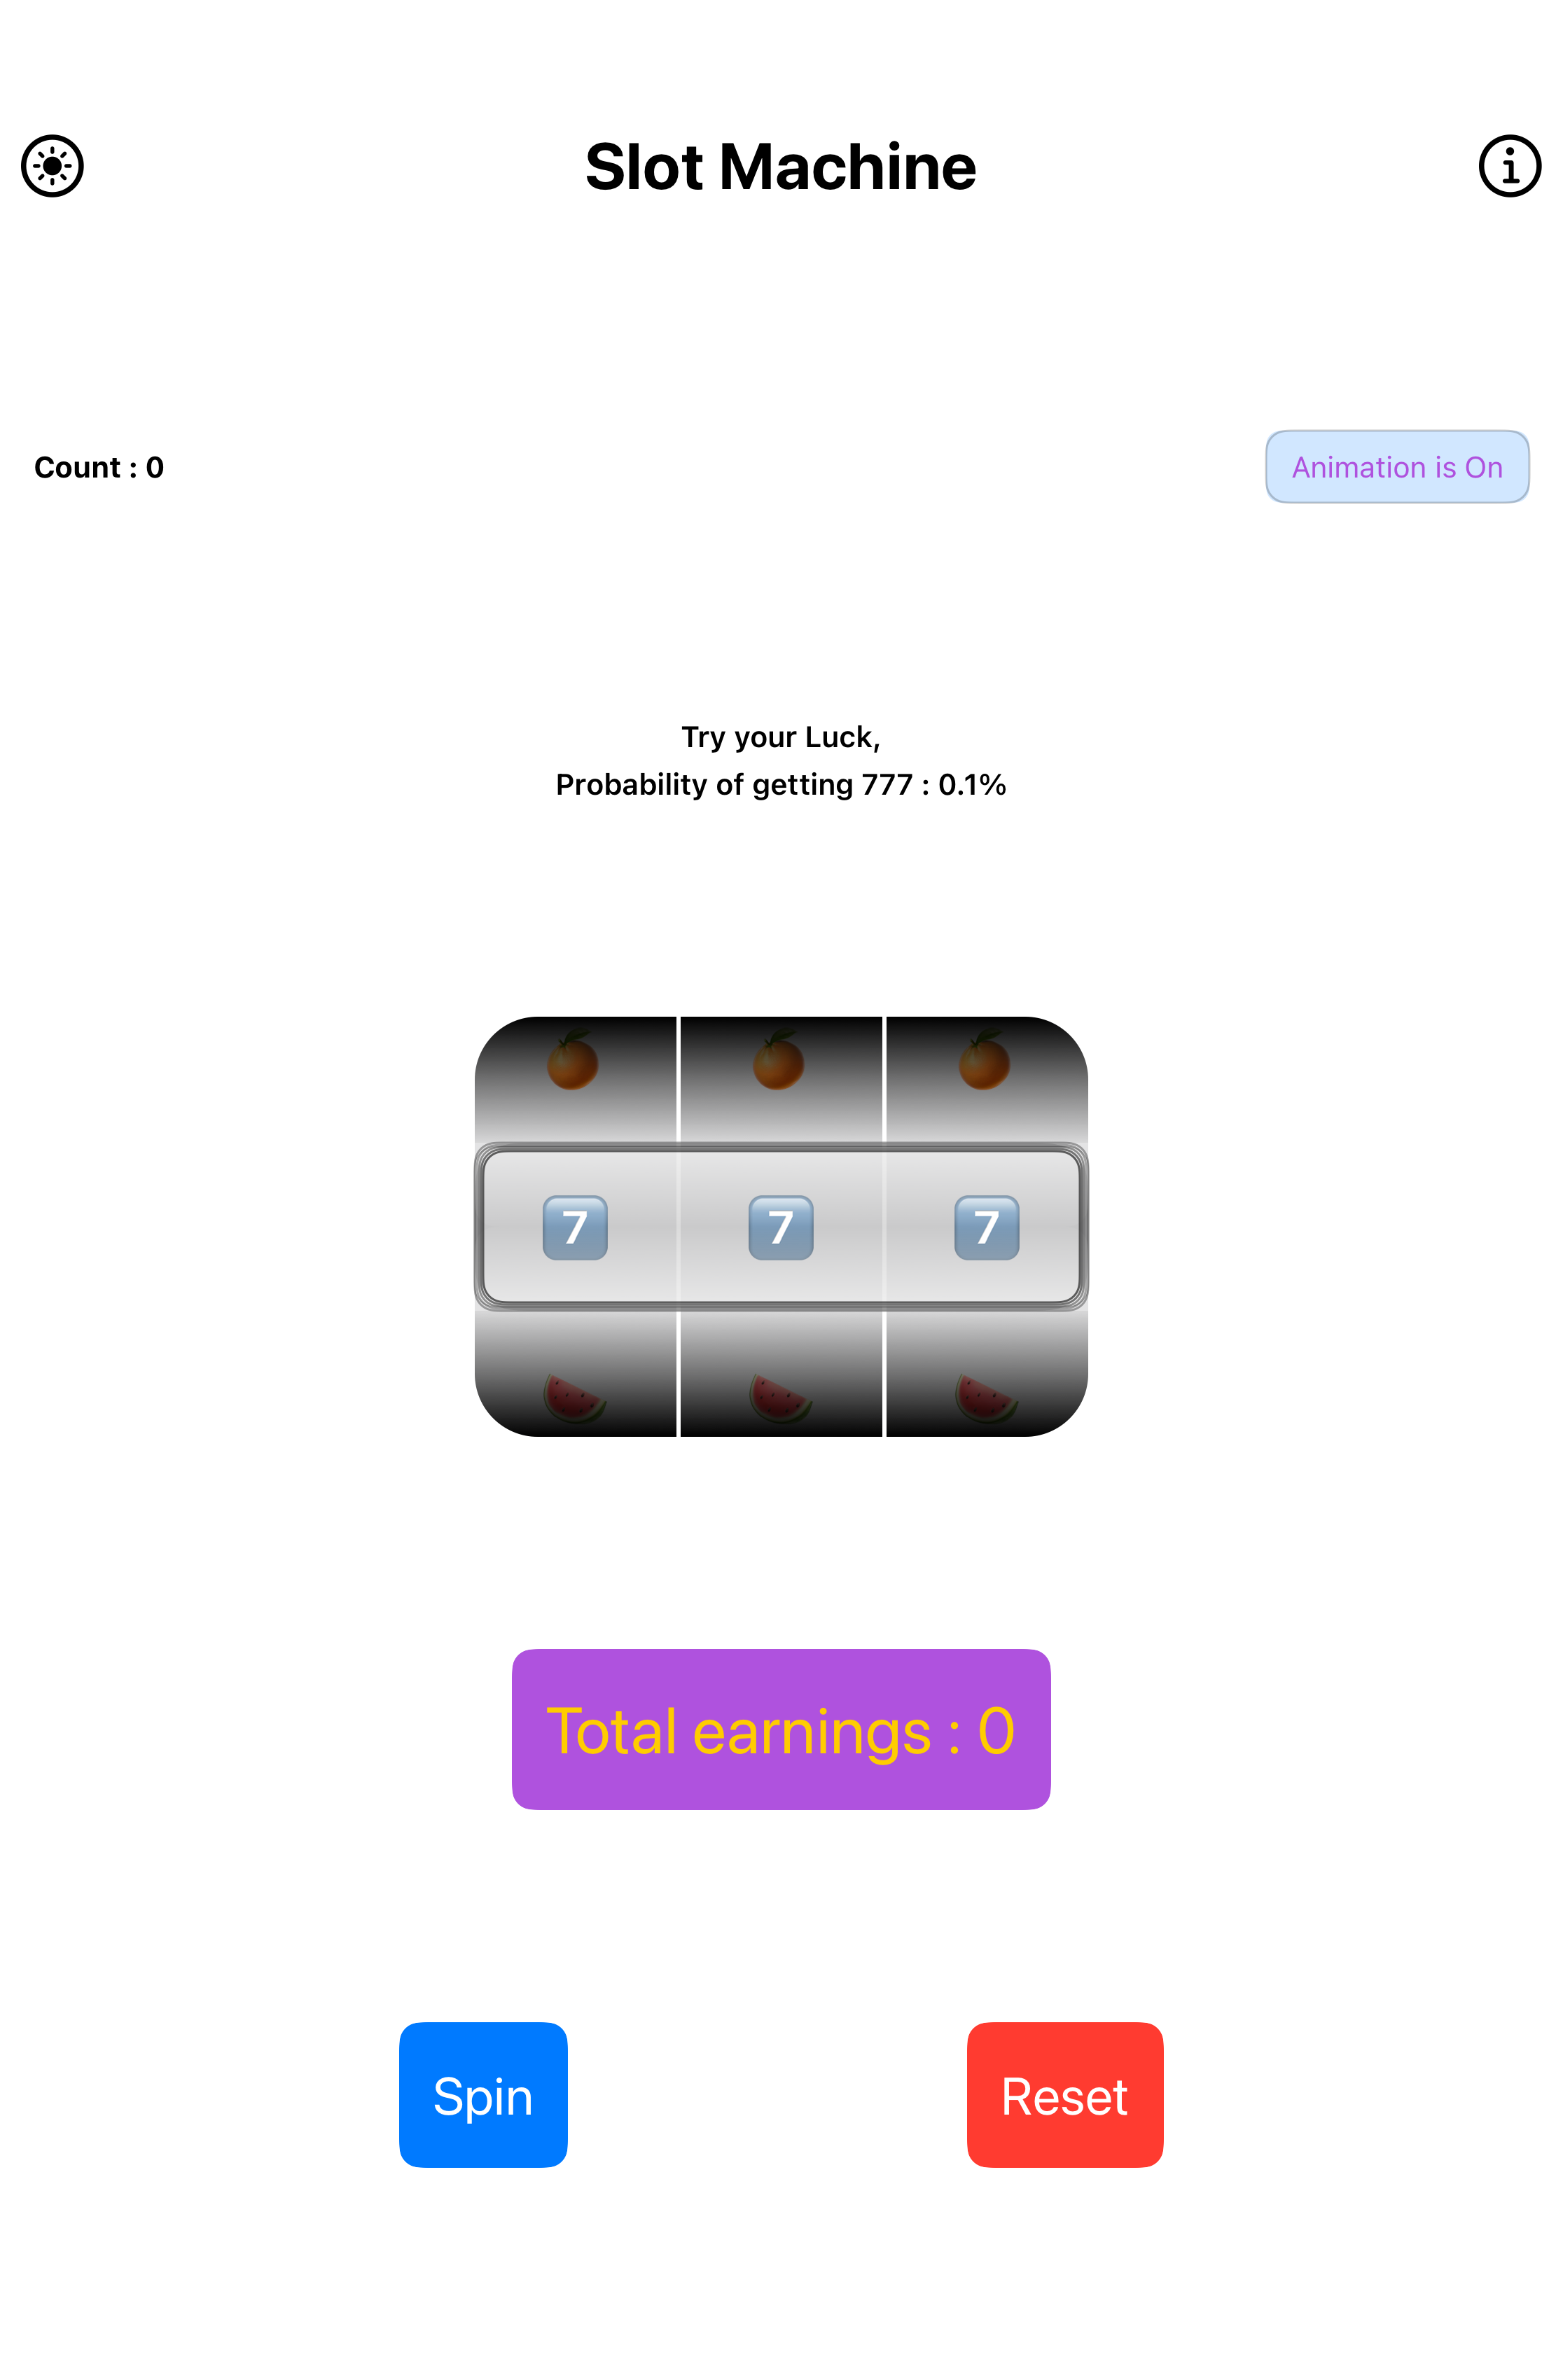 Slot Machine
Count : 0
Animation is On
Try your Luck,
Probability of getting 777 : 0.1%
7 7 7
Total earnings : 0
Spin
Reset